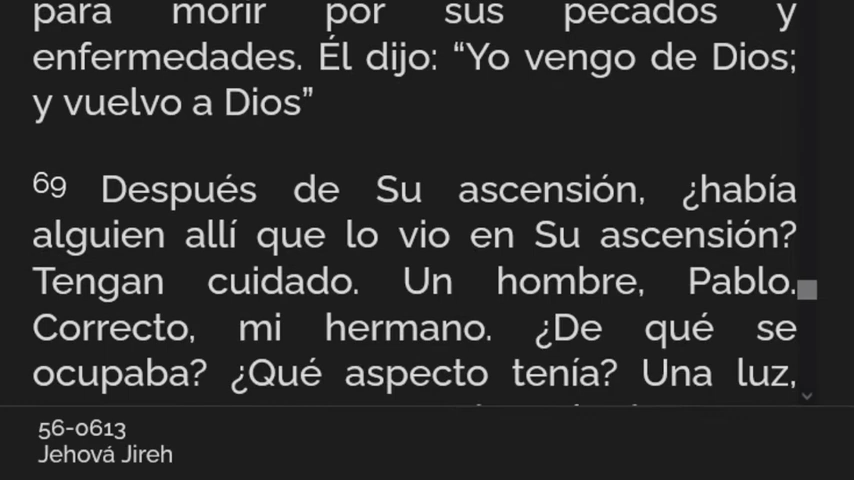 para morir por sus pecados y
enfermedades. Él dijo: “Yo vengo de Dios;
y vuelvo a Dios”
69 Después de Su ascensión, ¿había
alguien allí que lo vio en Su ascensión?
Tengan cuidado. Un hombre, Pablo.
Correcto, mi hermano. ¿De qué se
ocupaba? ¿Qué aspecto tenía? Una luz,
56-0613
Jehová Jireh